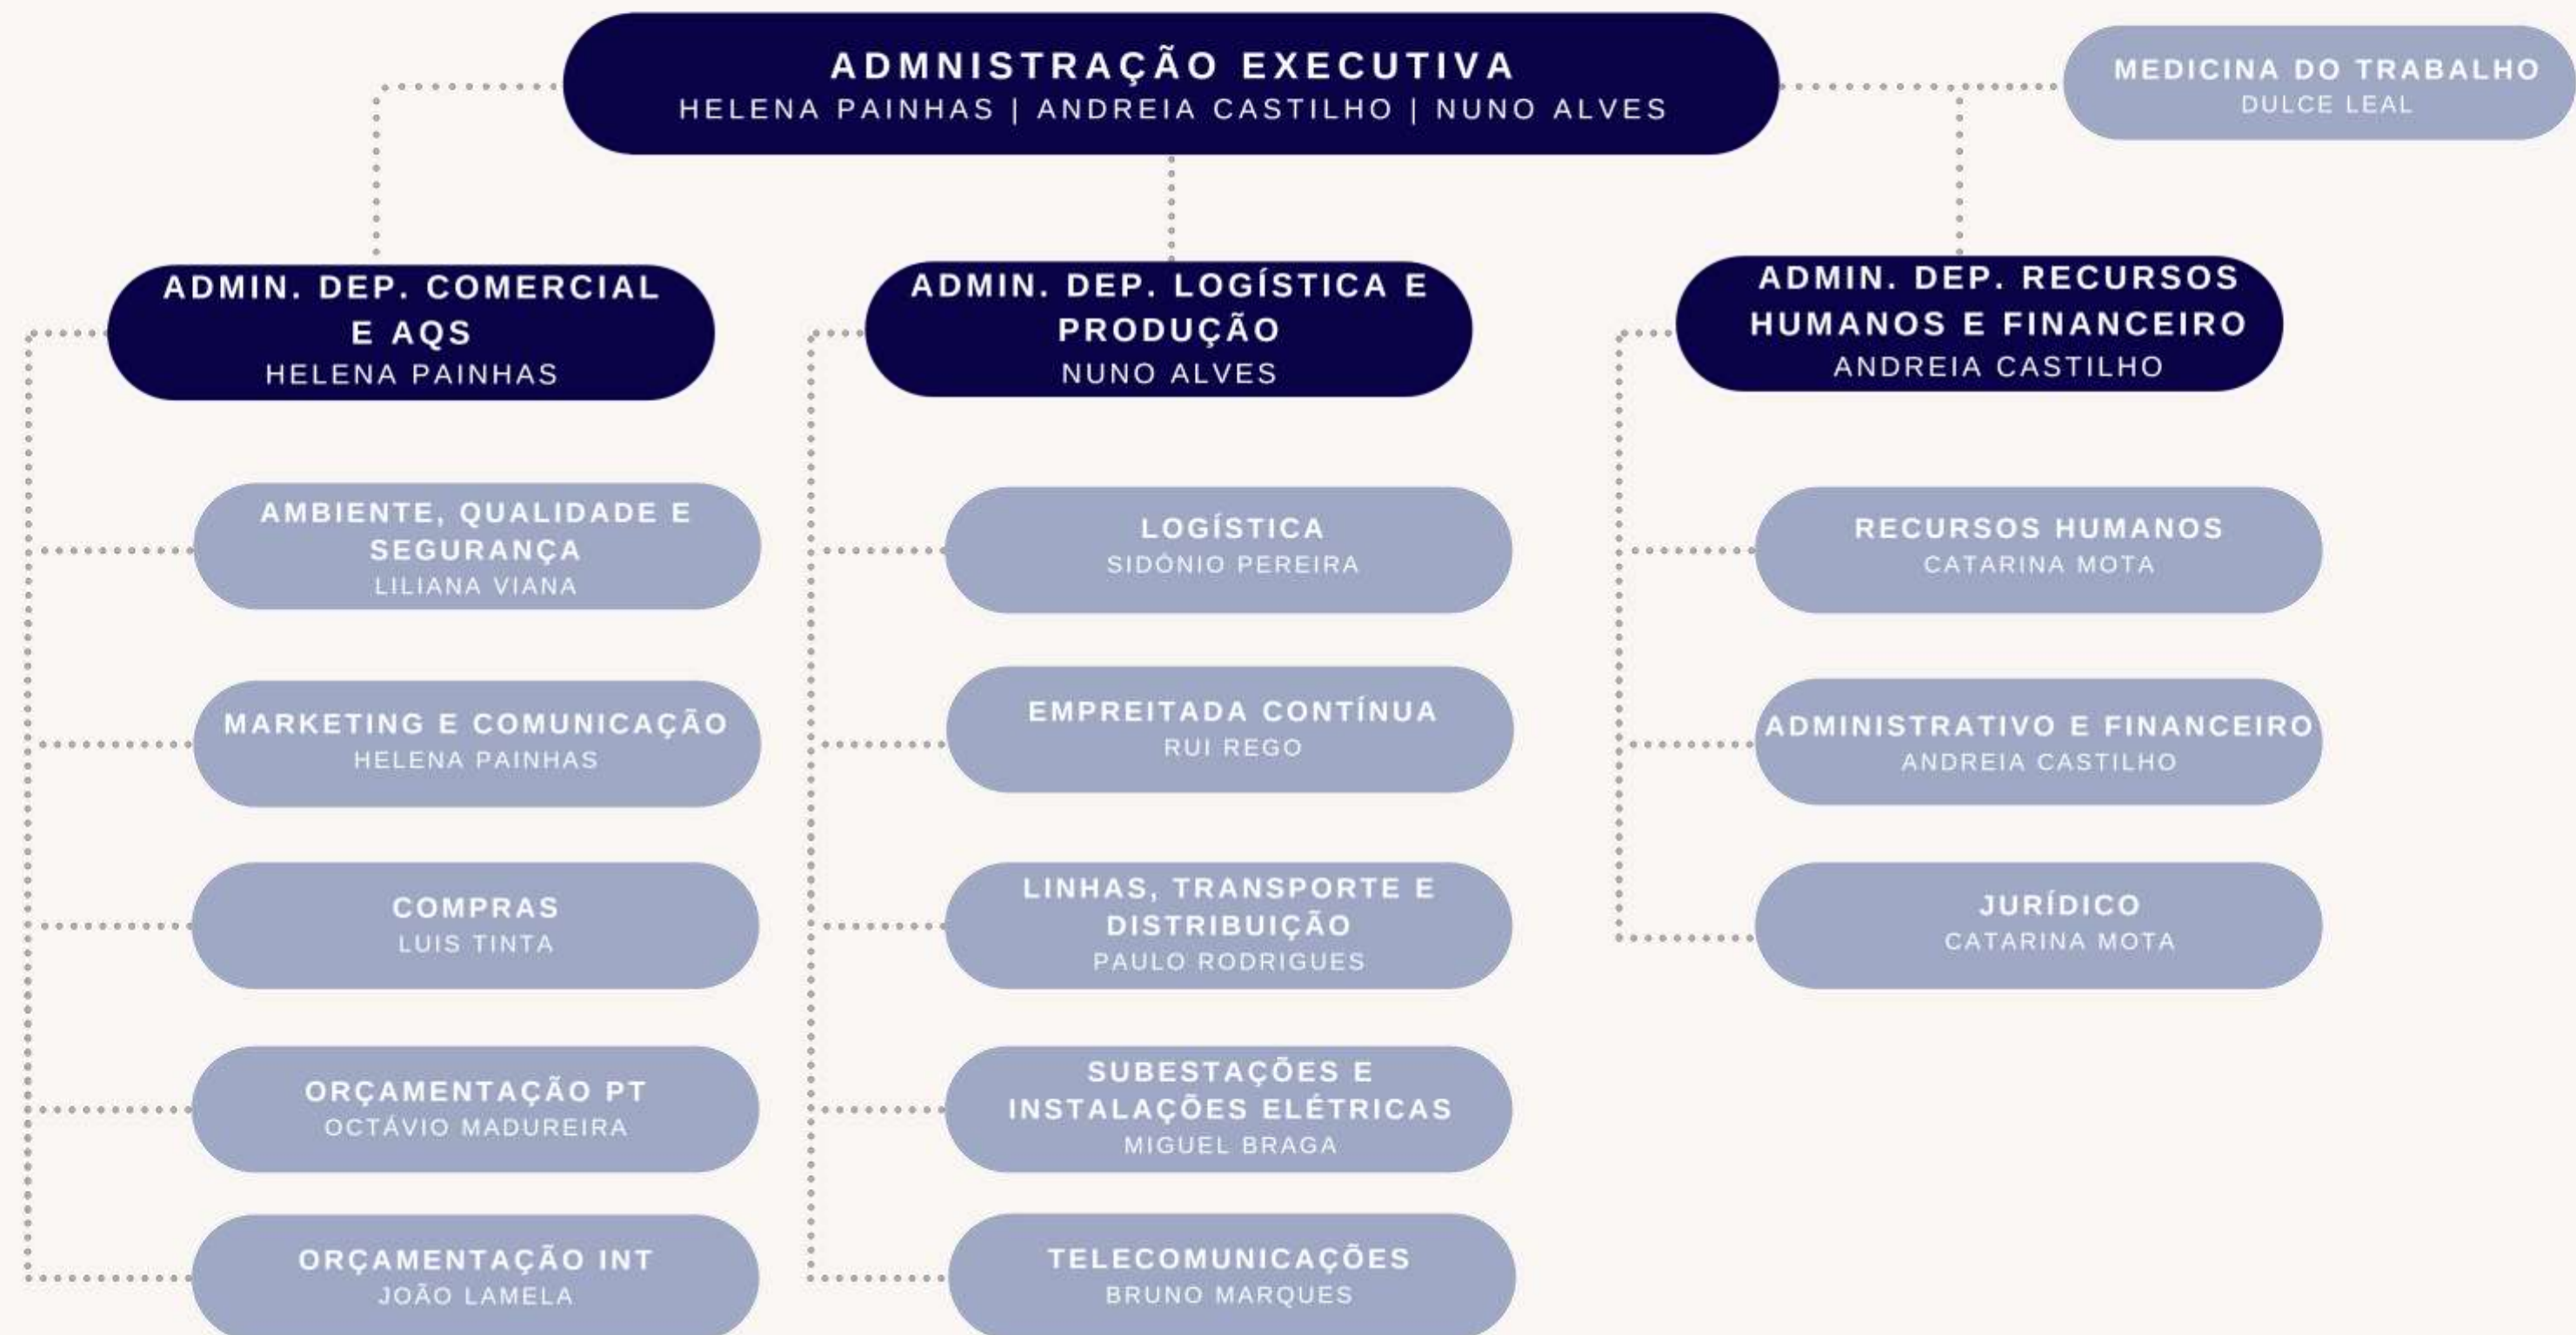 ADMNISTRAÇÃO EXECUTIVA
HELENA PAINHAS | ANDREIA CASTILHO | NUNO ALVES
MEDICINA DO TRABALHO
DULCE LEAL
ADMIN. DEP. COMERCIAL
E AQS
HELENA PAINHAS
AMBIENTE, QUALIDADE E
SEGURANÇA
LILIANA VIANA
MARKETING E COMUNICAÇÃO
HELENA PAINHAS
COMPRAS
LUIS TINTA
ORÇAMENTAÇÃO PT
OCTÁVIO MADUREIRA
ORÇAMENTAÇÃO INT
JOÃO LAMELA
ADMIN. DEP. LOGÍSTICA E
PRODUÇÃO
NUNO ALVES
LOGÍSTICA
SIDÓNIO PEREIRA
EMPREITADA CONTÍNUA
RUI REGO
LINHAS, TRANSPORTE E
DISTRIBUIÇÃO
PAULO RODRIGUES
SUBESTAÇÕES E
INSTALAÇÕES ELÉTRICAS
MIGUEL BRAGA
TELECOMUNICAÇÕES
BRUNO MARQUES
ADMIN. DEP. RECURSOS
HUMANOS E FINANCEIRO
ANDREIA CASTILHO
RECURSOS HUMANOS
CATARINA MOTA
ADMINISTRATIVO E FINANCEIRO
ANDREIA CASTILHO
JURÍDICO
CATARINA MOTA